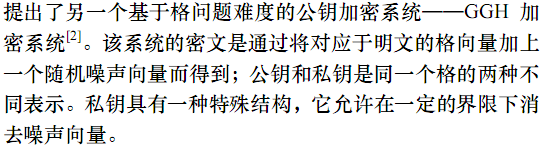 提出了另一个基于格问题难度的公钥加密系统——GGH 加
密系统[2]。该系统的密文是通过将对应于明文的格向量加上
一个随机噪声向量而得到；公钥和私钥是同一个格的两种不
同表示。私钥具有一种特殊结构，它允许在一定的界限下消
去噪声向量。